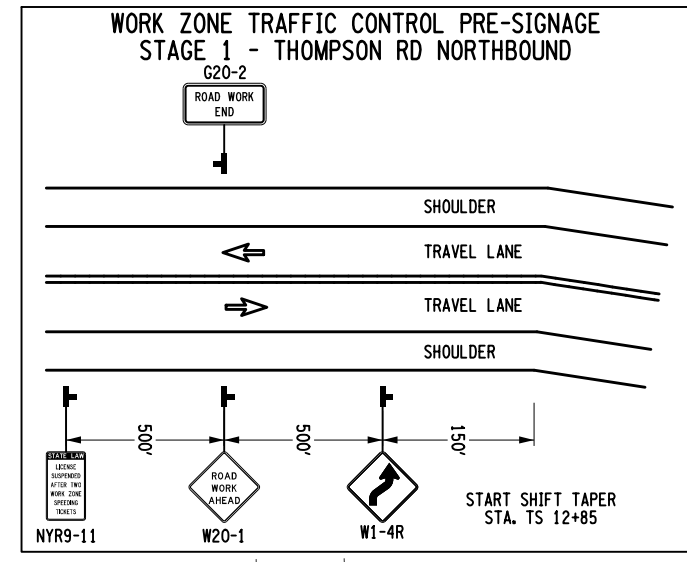 WORK ZONE TRAFFIC CONTROL PRE-SIGNAGE
STAGE 1 - THOMPSON RD NORTHBOUND
G20-2
ROAD WORK
END
SHOULDER
TRAVEL LANE
TRAVEL LANE
SHOULDER
500'
500'
150'
STATE LAW
LICENSE
SUSPENDED
AFTER TWO
WORK ZONE
SPEEDING
TICKETS
NYR9-11
ROAD
WORK
AHEAD
W20-1
W1-4R
START SHIFT TAPER
STA. TS 12+85